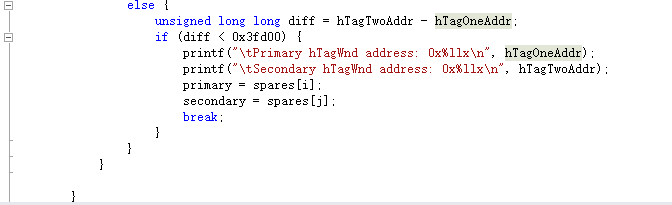 else {
unsigned long long diff = hTagTwoAddr - hTagOneAddr;
if (diff < 0x3fd00) {
printf("\tPrimary hTagWnd address: 0x%llx\n", hTagOneAddr);
printf("\tSecondary hTagWnd address: 0x%llx\n", hTagTwoAddr);
primary = spares[i];
secondary = spares[j];
break;
}
}
}
}